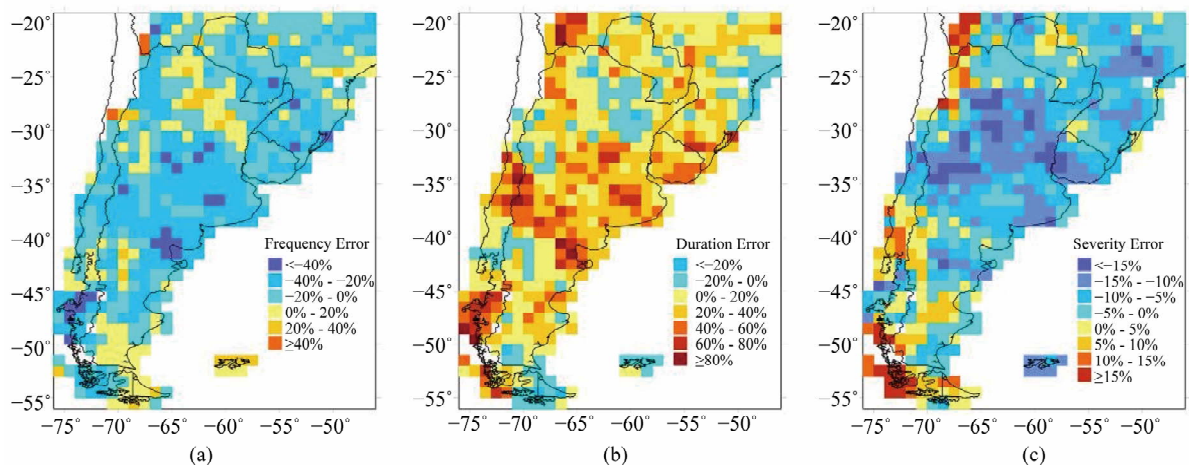 −20°
−25°
−30°
−35°
−40°
−45°
−50°
−55°
−75° −70° −65° −60° −55° −50°
Frequency Error
<−40%
−40% - −20%
−20% - 0%
0% - 20%
20% - 40%
≥40%
(a)
−20°
−25°
−30°
−35°
−40°
−45°
−50°
−55°
−75° −70° −65° −60° −55° −50°
Duration Error
<−20%
−20% - 0%
0% - 20%
20% - 40%
40% - 60%
60% - 80%
≥80%
(b)
−20°
−25°
−30°
−35°
−40°
−45°
−50°
−55°
−75° −70° −65° −60° −55° −50°
Severity Error
<−15%
−15% - −10%
−10% - −5%
−5% - 0%
0% - 5%
5% - 10%
10% - 15%
≥15%
(c)